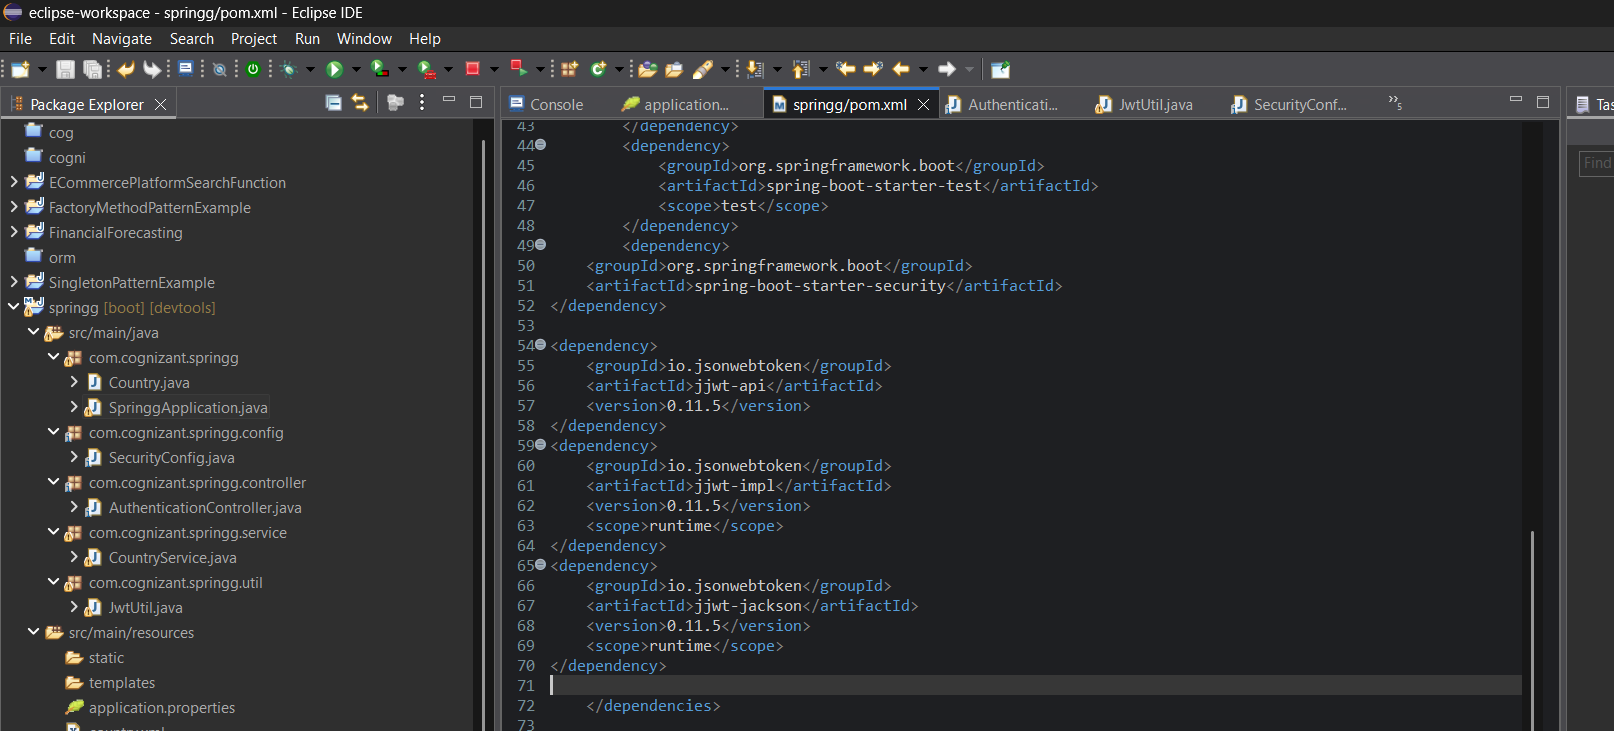 eclipse-workspace - springg/pom.xml - Eclipse IDE
File Edit Navigate Search Project Run Window Help
Package Explorer
cog
cogni
ECommercePlatformSearchFunction
FactoryMethodPatternExample
FinancialForecasting
orm
SingletonPatternExample
springg [boot] [devtools]
src/main/java
com.cognizant.springg
Country.java
SpringgApplication.java
com.cognizant.springg.config
SecurityConfig.java
com.cognizant.springg.controller
AuthenticationController.java
com.cognizant.springg.service
CountryService.java
com.cognizant.springg.util
JwtUtil.java
src/main/resources
static
templates
application.properties
Console application... springg/pom.xml Authenticati... JwtUtil.java SecurityConf... »5
43 </dependency>
44 <dependency>
45 <groupId>org.springframework.boot</groupId>
46 <artifactId>spring-boot-starter-test</artifactId>
47 <scope>test</scope>
48 </dependency>
49 <dependency>
50 <groupId>org.springframework.boot</groupId>
51 <artifactId>spring-boot-starter-security</artifactId>
52 </dependency>
53
54 <dependency>
55 <groupId>io.jsonwebtoken</groupId>
56 <artifactId>jjwt-api</artifactId>
57 <version>0.11.5</version>
58 </dependency>
59 <dependency>
60 <groupId>io.jsonwebtoken</groupId>
61 <artifactId>jjwt-impl</artifactId>
62 <version>0.11.5</version>
63 <scope>runtime</scope>
64 </dependency>
65 <dependency>
66 <groupId>io.jsonwebtoken</groupId>
67 <artifactId>jjwt-jackson</artifactId>
68 <version>0.11.5</version>
69 <scope>runtime</scope>
70 </dependency>
71
72 </dependencies>
73
Tas
Find